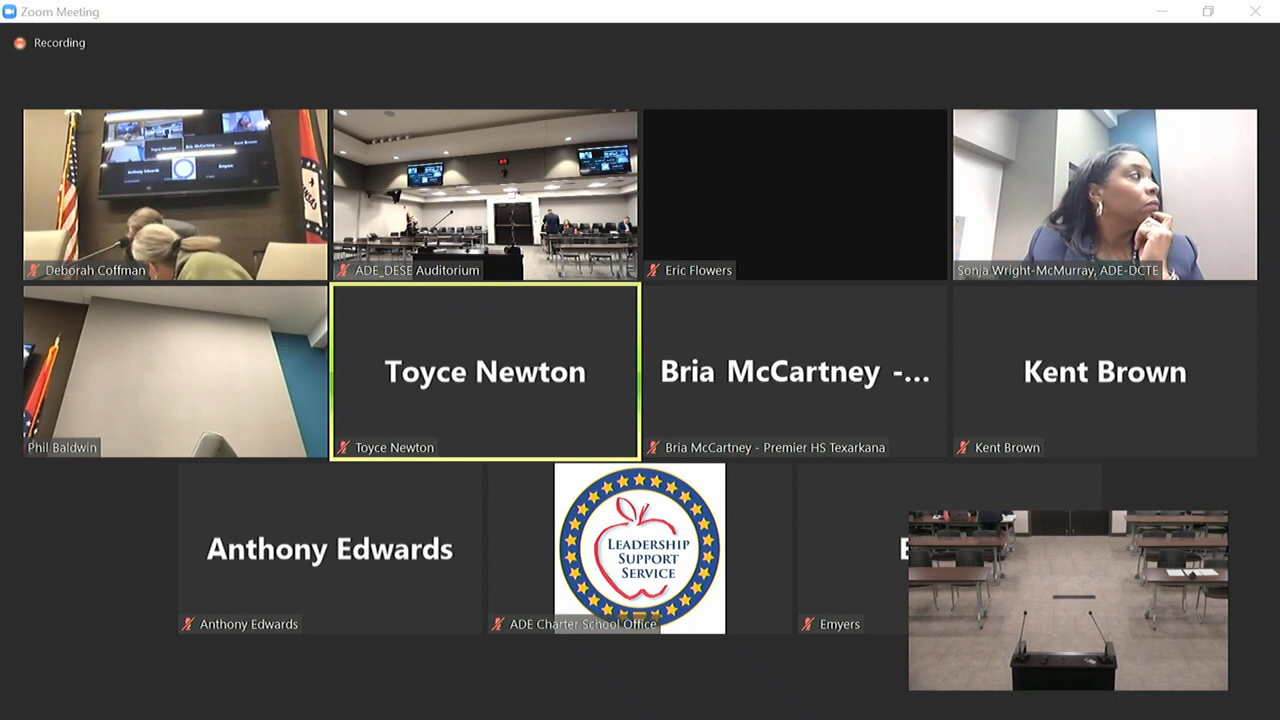 Zoom Meeting
Recording
Deborah Coffman
ADE_DESE Auditorium
Eric Flowers
Sonja Wright-McMurray, ADE-DCTE
Phil Baldwin
Toyce Newton
Toyce Newton
Bria McCartney -...
Bria McCartney - Premier HS Texarkana
Kent Brown
Kent Brown
Anthony Edwards
Anthony Edwards
LEADERSHIP
SUPPORT
SERVICE
ADE Charter School Office
Emyers